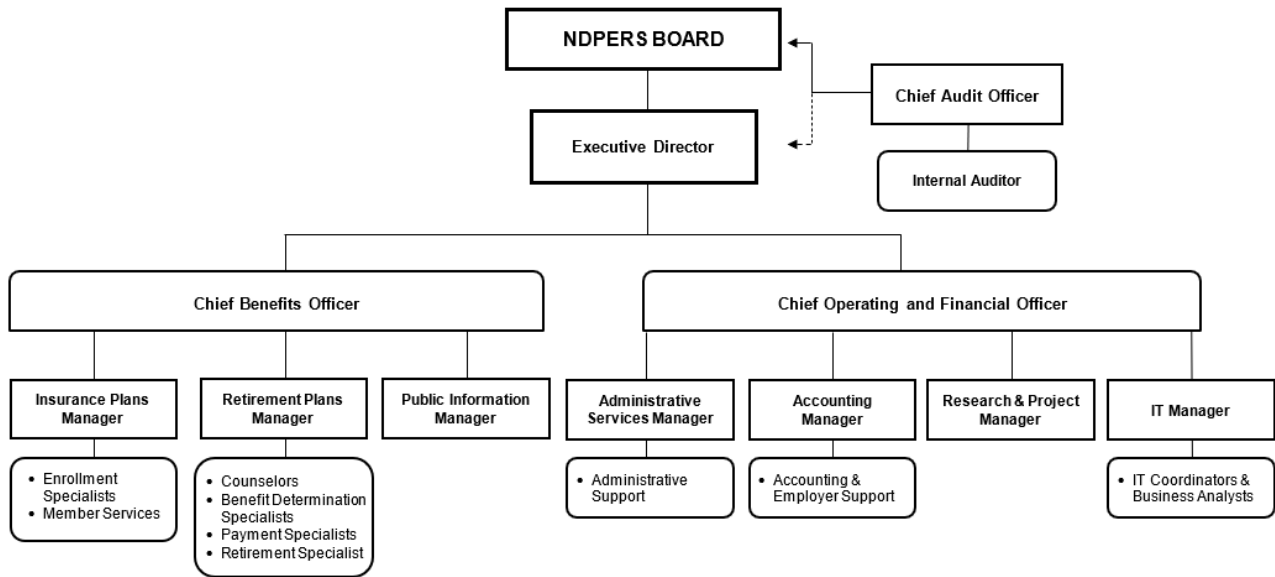 NDPERS BOARD
Chief Audit Officer
Executive Director
Internal Auditor
Chief Benefits Officer
Chief Operating and Financial Officer
Insurance Plans
Manager
Retirement Plans
Manager
Public Information
Manager
Administrative
Services Manager
Accounting
Manager
Research & Project
Manager
IT Manager
• Enrollment
Specialists
• Member Services
• Counselors
• Benefit Determination
Specialists
• Payment Specialists
• Retirement Specialist
• Administrative
Support
• Accounting &
Employer Support
• IT Coordinators &
Business Analysts